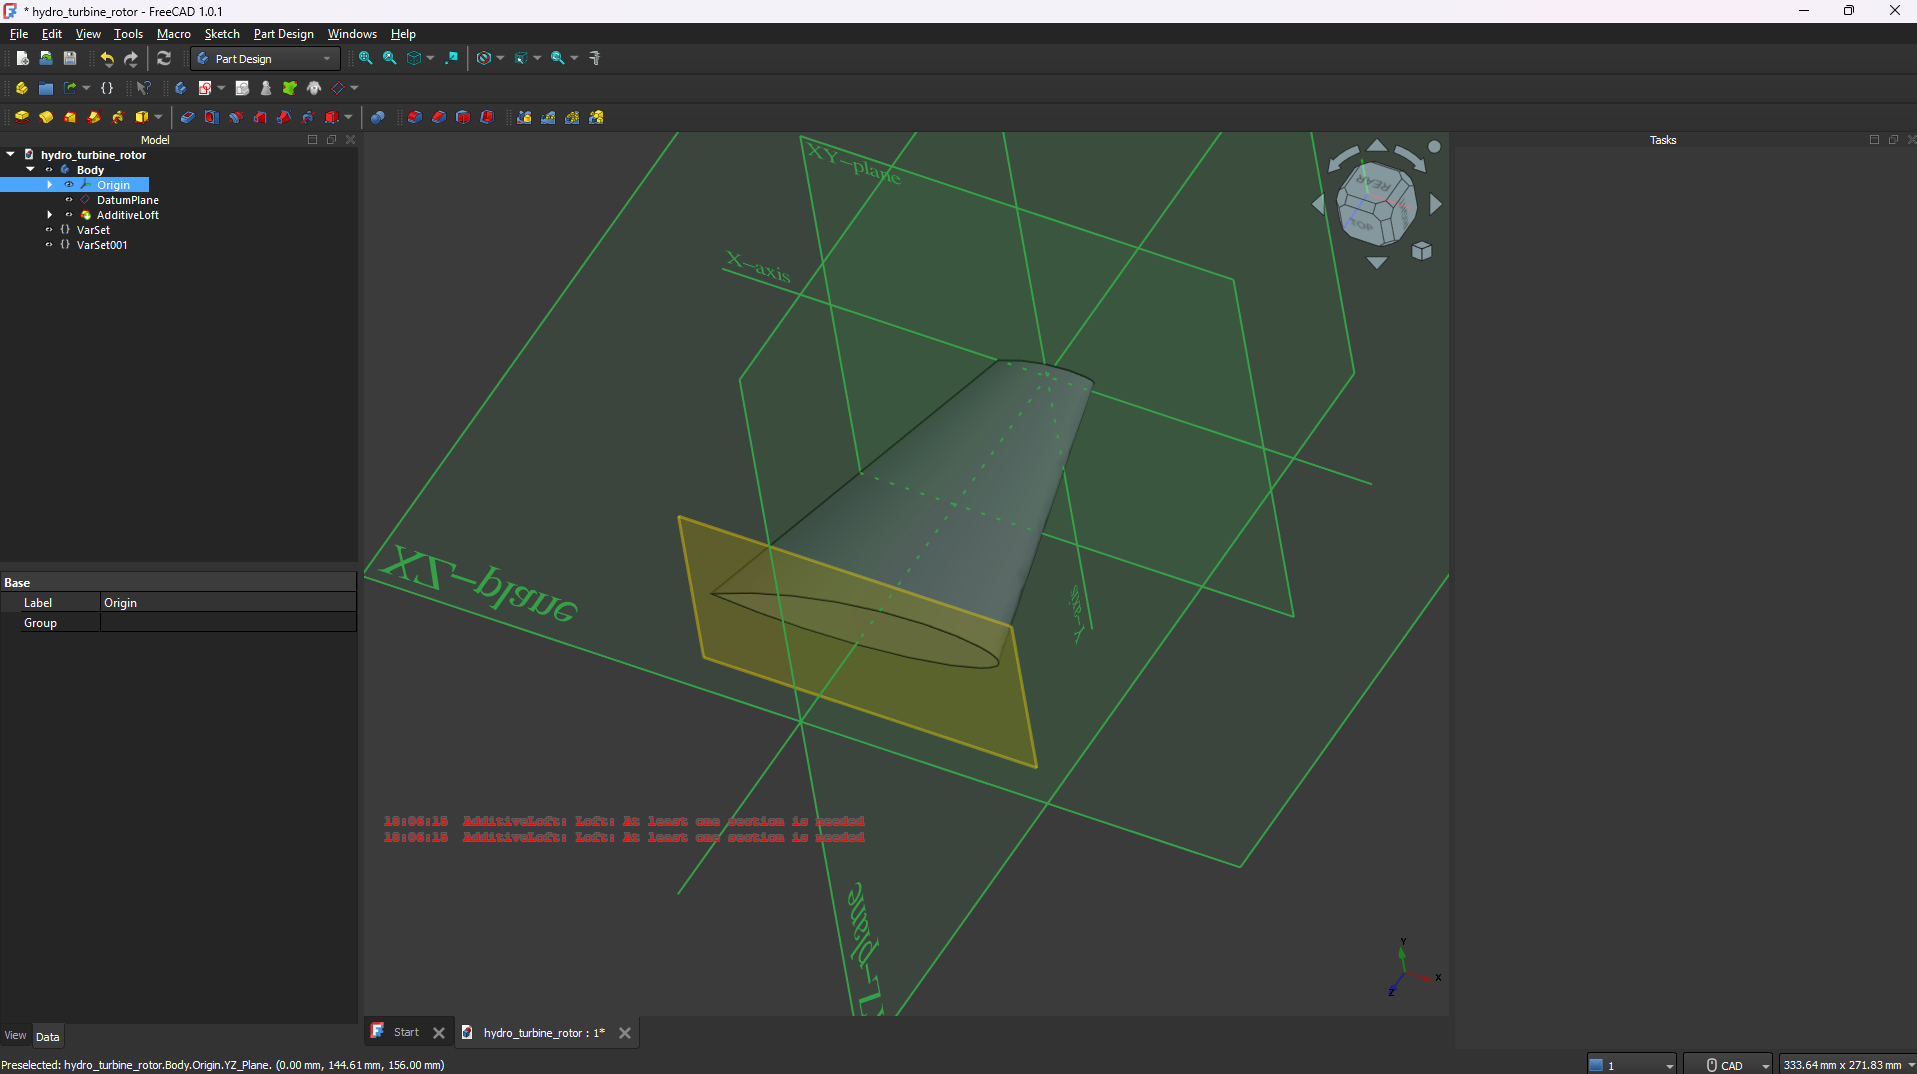 * hydro_turbine_rotor - FreeCAD 1.0.1
File Edit View Tools Macro Sketch Part Design Windows Help
Part Design
Model
Tasks
hydro_turbine_rotor
Body
Origin
DatumPlane
AdditiveLoft
VarSet
VarSet001
XY-plane
X-axis
REAR
TOP
XZ-plane
Y-axis
Base
Label Origin
Group
18:06:15 AdditiveLoft: Loft: At least one section is needed
18:06:15 AdditiveLoft: Loft: At least one section is needed
YZ-plane
Y
X
Z
View Data
Start
hydro_turbine_rotor : 1*
Preselected: hydro_turbine_rotor.Body.Origin.YZ_Plane. (0.00 mm, 144.61 mm, 156.00 mm)
1
CAD
333.64 mm x 271.83 mm